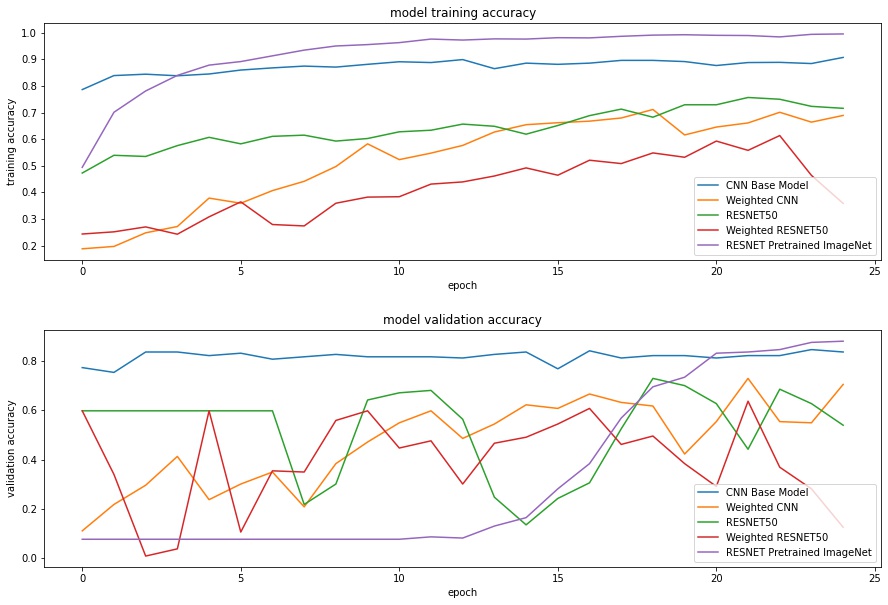 model training accuracy
training accuracy
1.0
0.9
0.8
0.7
0.6
0.5
0.4
0.3
0.2
CNN Base Model
Weighted CNN
RESNET50
Weighted RESNET50
RESNET Pretrained ImageNet
0 5 10 15 20 25
epoch
model validation accuracy
validation accuracy
0.8
0.6
0.4
0.2
0.0
CNN Base Model
Weighted CNN
RESNET50
Weighted RESNET50
RESNET Pretrained ImageNet
0 5 10 15 20 25
epoch